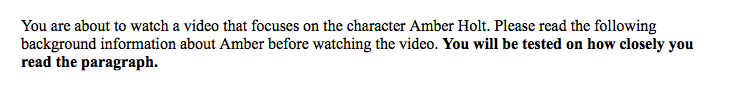 You are about to watch a video that focuses on the character Amber Holt. Please read the following
background information about Amber before watching the video. You will be tested on how closely you
read the paragraph.